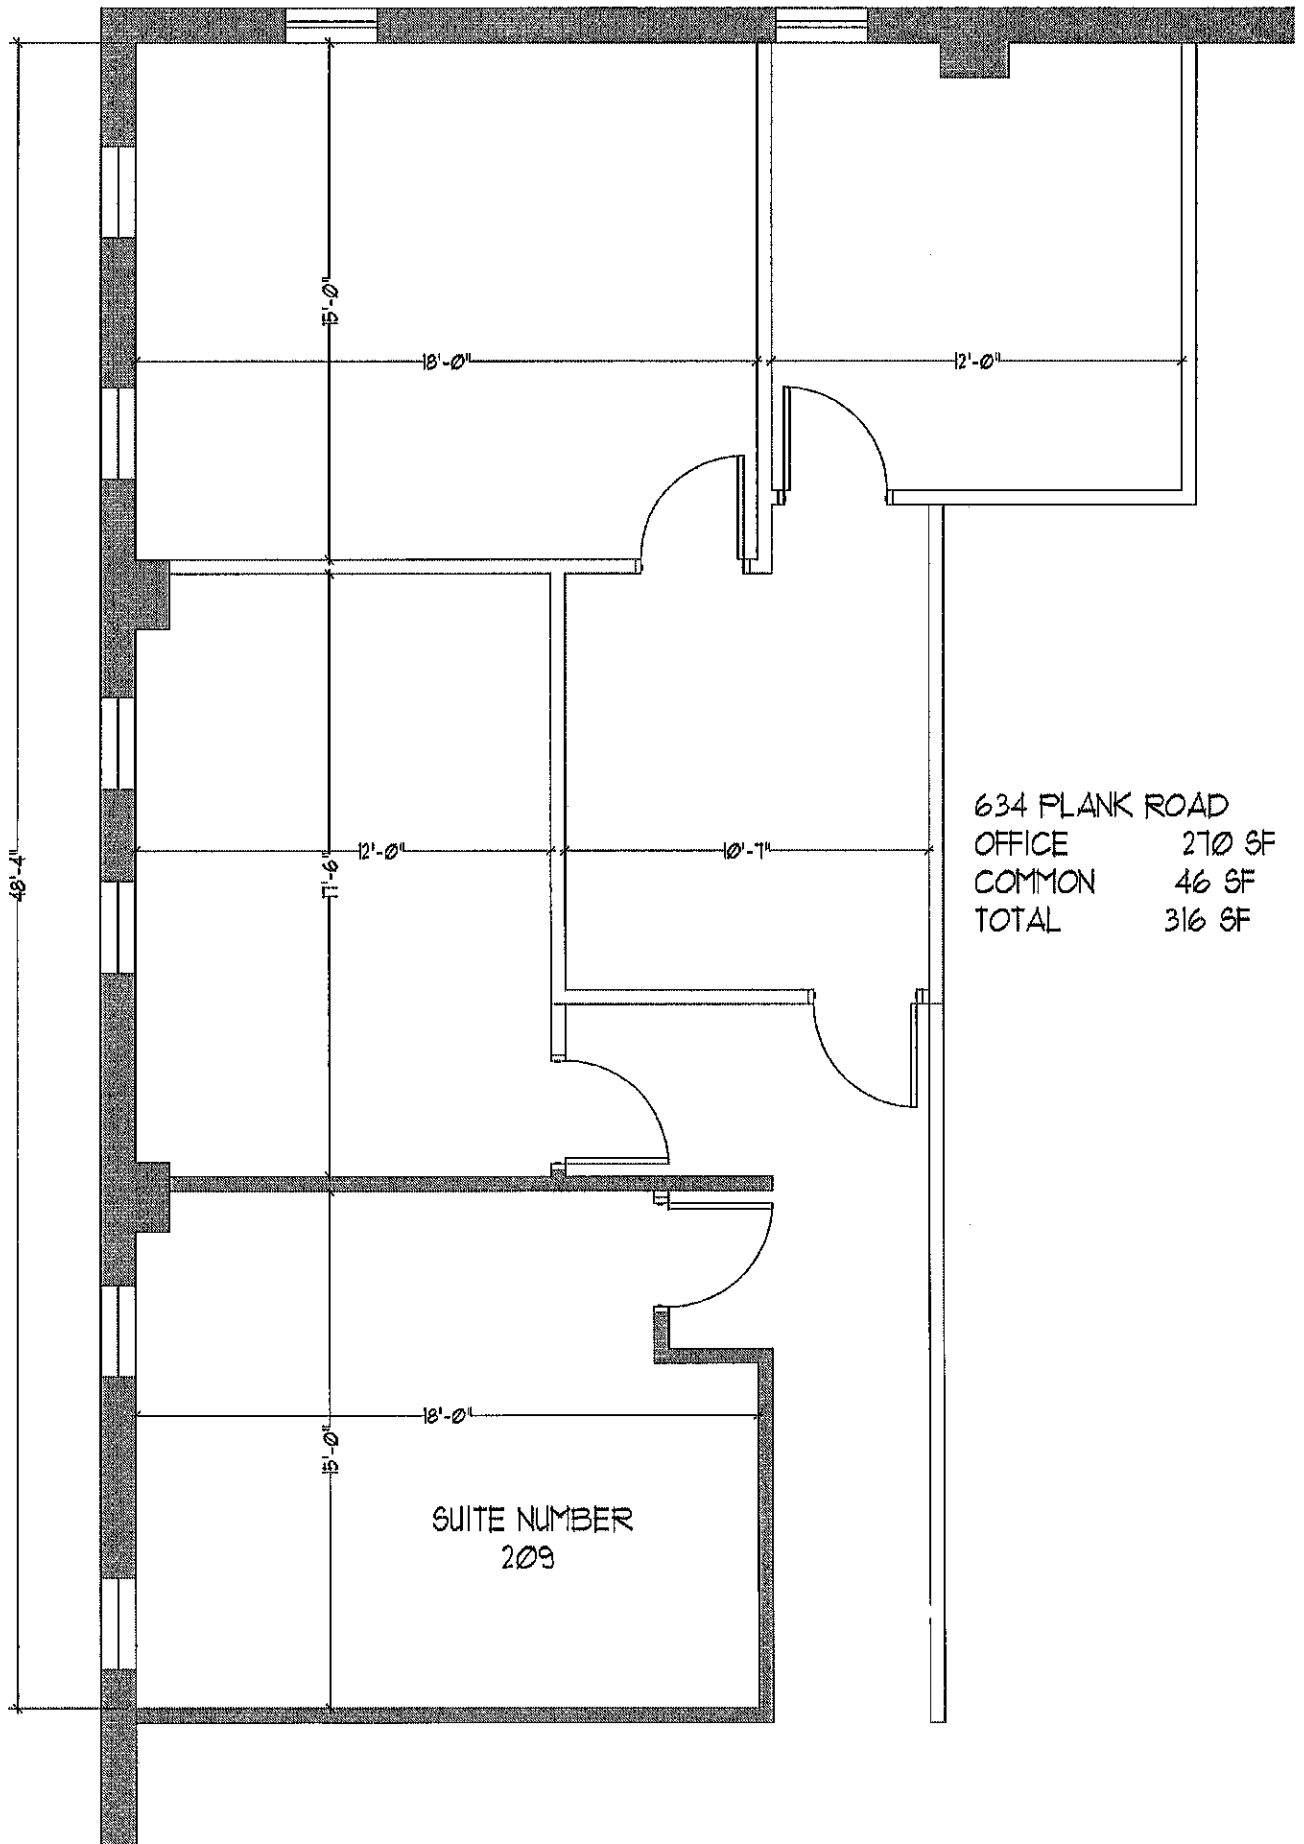 15'-0"
18'-0"
12'-0"
48'-4"
17'-6"
12'-0"
10'-7"
634 PLANK ROAD
OFFICE 270 SF
COMMON 46 SF
TOTAL 316 SF
18'-0"
15'-0"
SUITE NUMBER
209